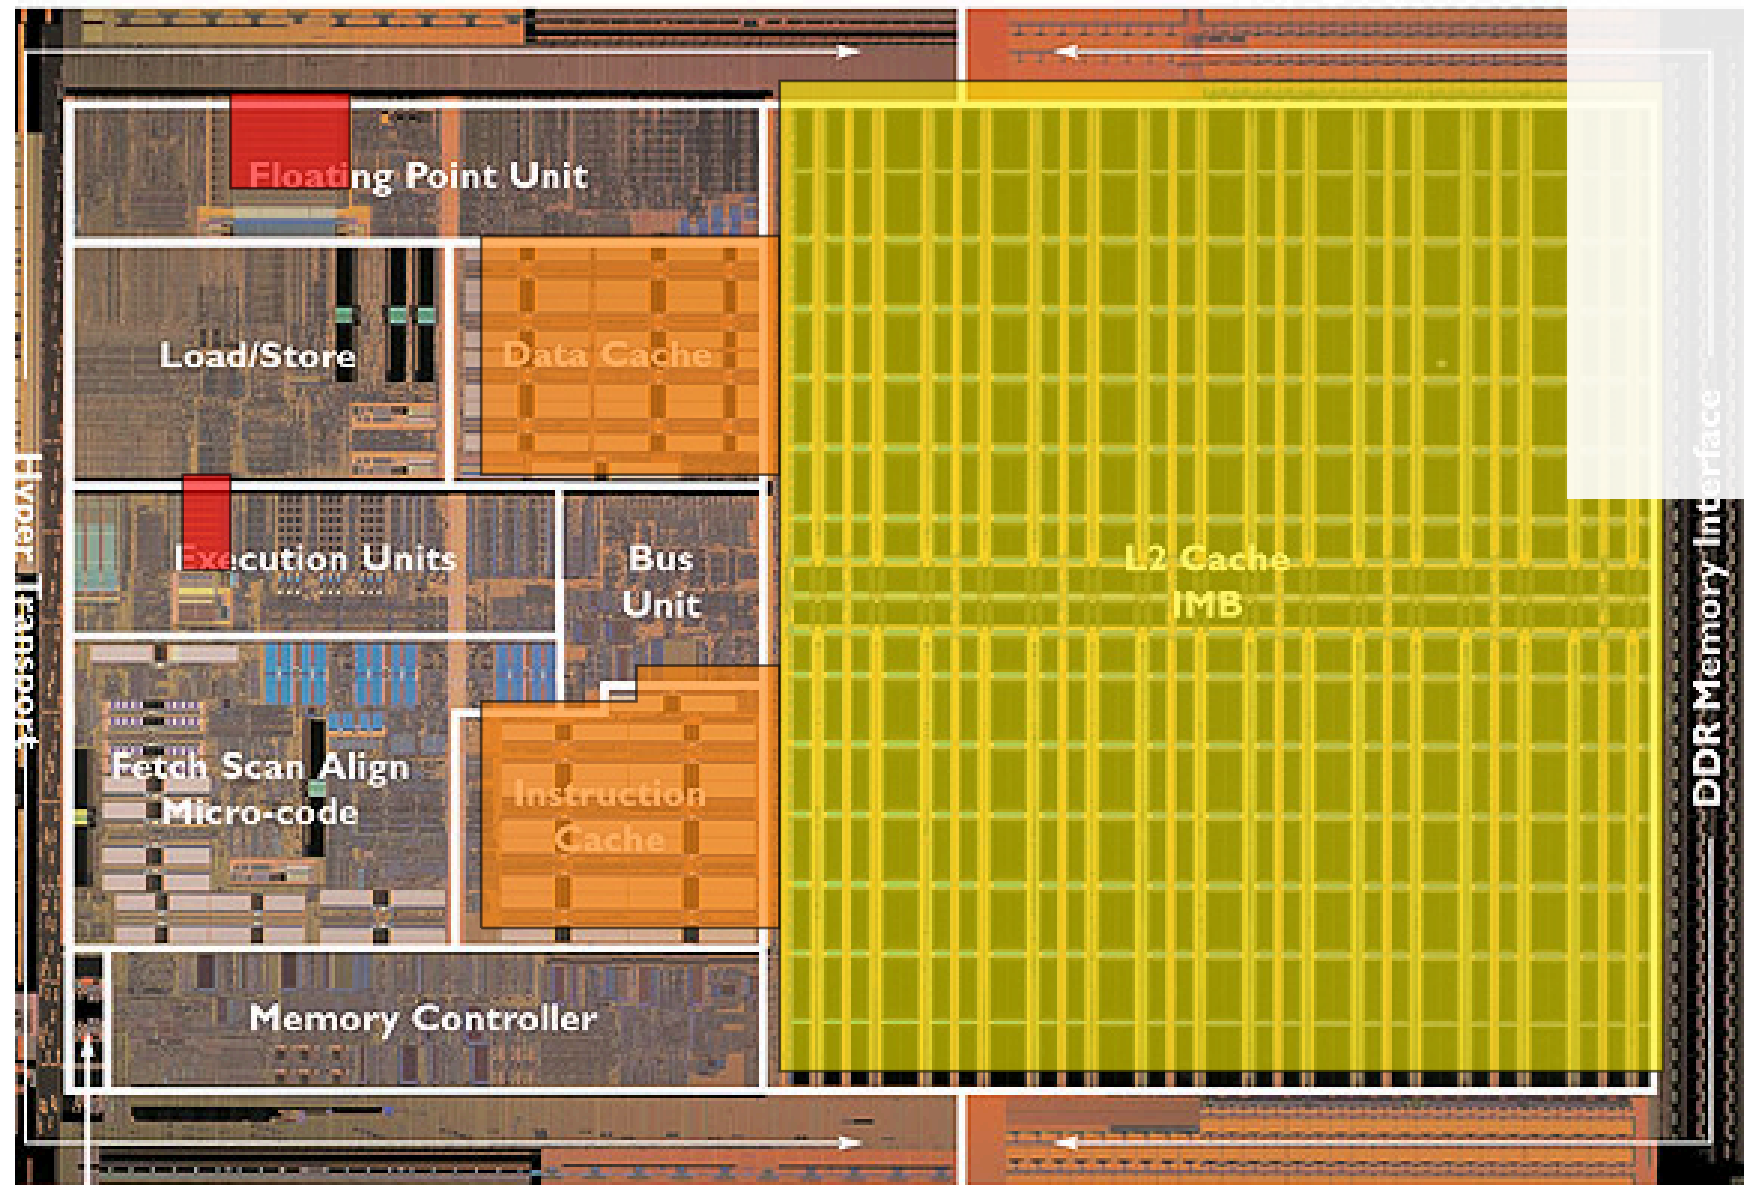 Floating Point Unit
Load/Store
Data Cache
Execution Units
Bus
Unit
L2 Cache
IMB
Hyper Transport
DDR Memory Interface
Fetch Scan Align
Micro-code
Instruction
Cache
Memory Controller